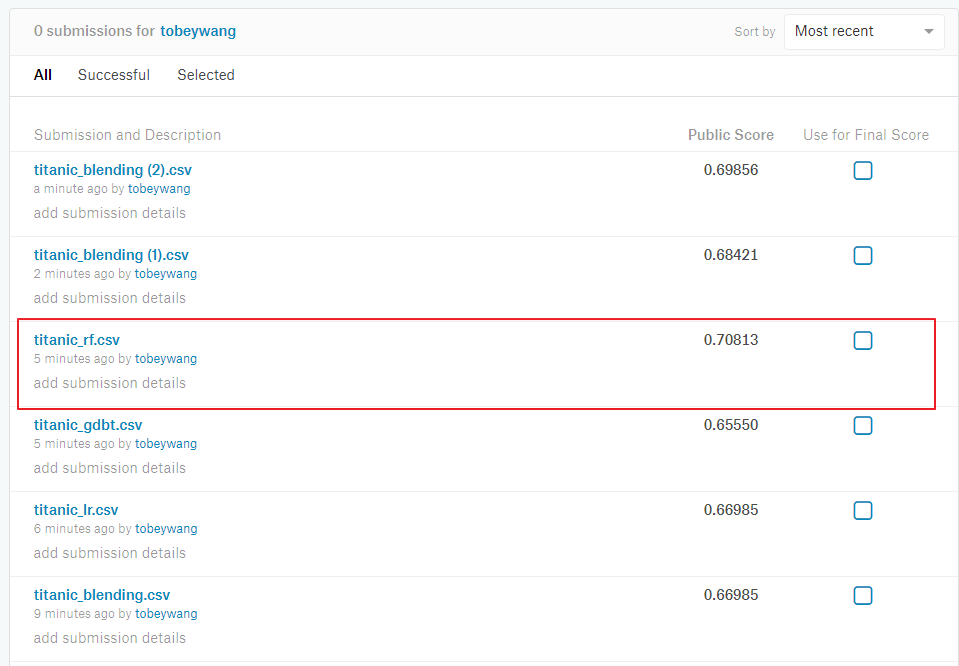 0 submissions for tobeywang
Sort by Most recent
All Successful Selected
Submission and Description Public Score Use for Final Score
titanic_blending (2).csv 0.69856
a minute ago by tobeywang
add submission details
titanic_blending (1).csv 0.68421
2 minutes ago by tobeywang
add submission details
titanic_rf.csv 0.70813
5 minutes ago by tobeywang
add submission details
titanic_gdbt.csv 0.65550
5 minutes ago by tobeywang
add submission details
titanic_lr.csv 0.66985
6 minutes ago by tobeywang
add submission details
titanic_blending.csv 0.66985
9 minutes ago by tobeywang
add submission details